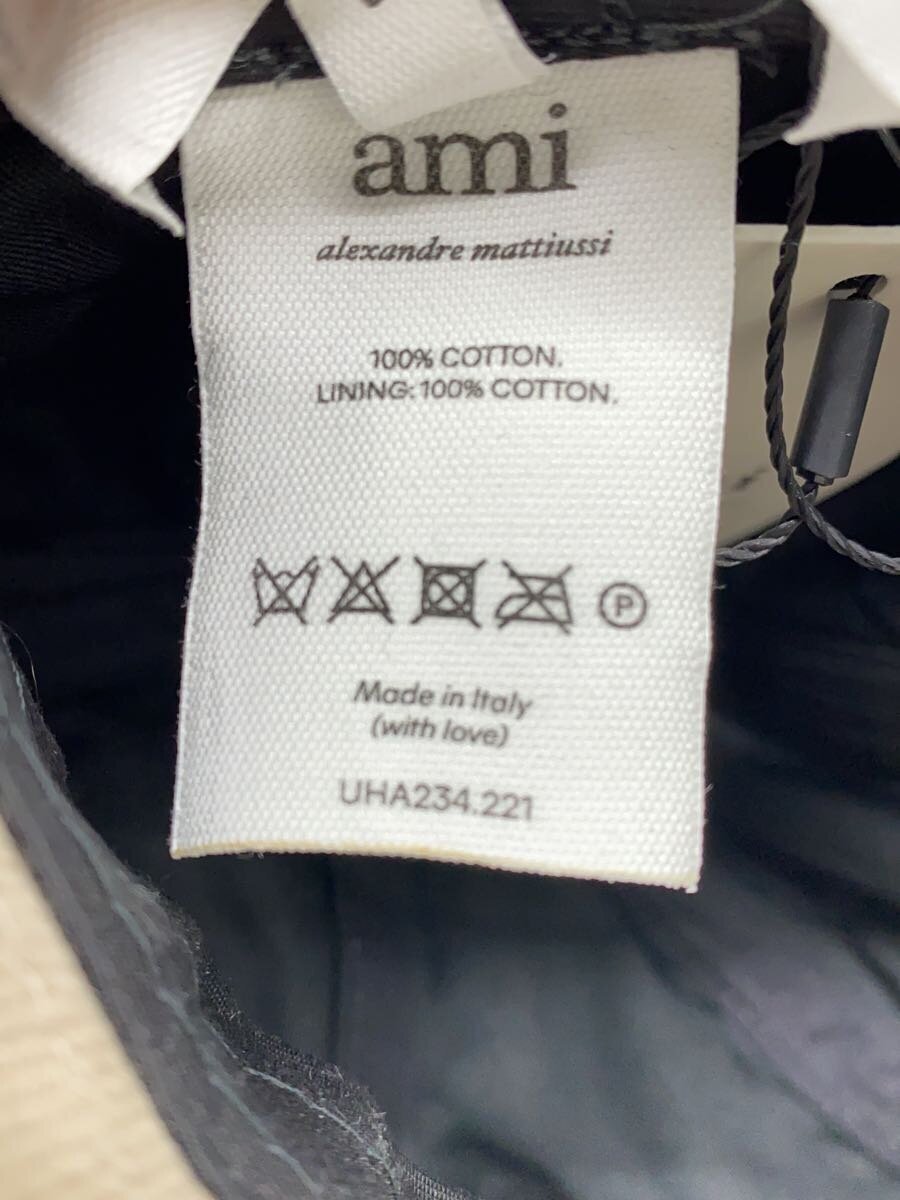 ami
alexandre mattiussi
100% COTTON.
LINING: 100% COTTON.
P
Made in Italy
(with love)
UHA234.221